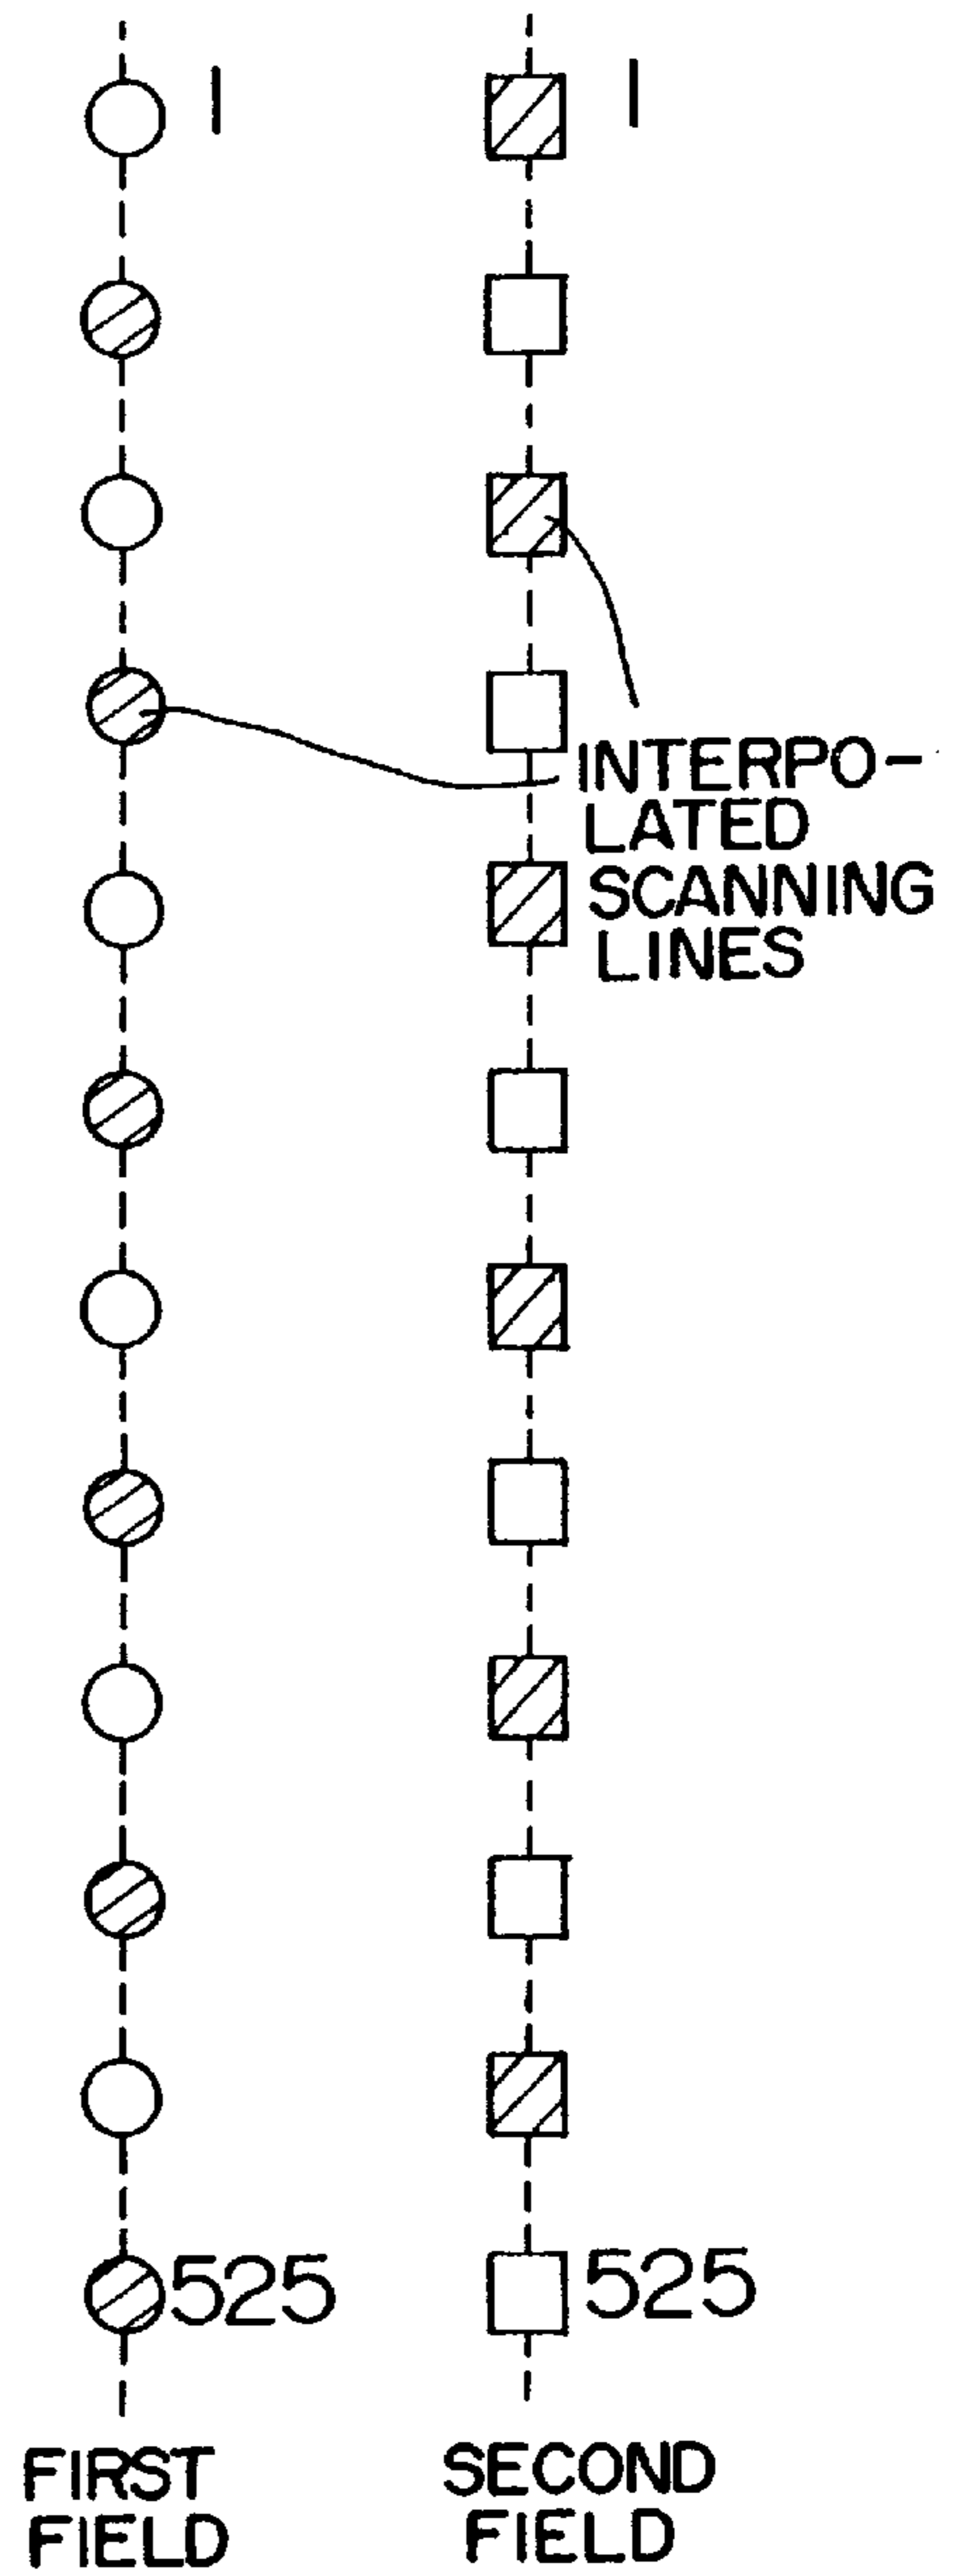 1 1
INTERPO-
LATED
SCANNING
LINES
525 525
FIRST
FIELD
SECOND
FIELD